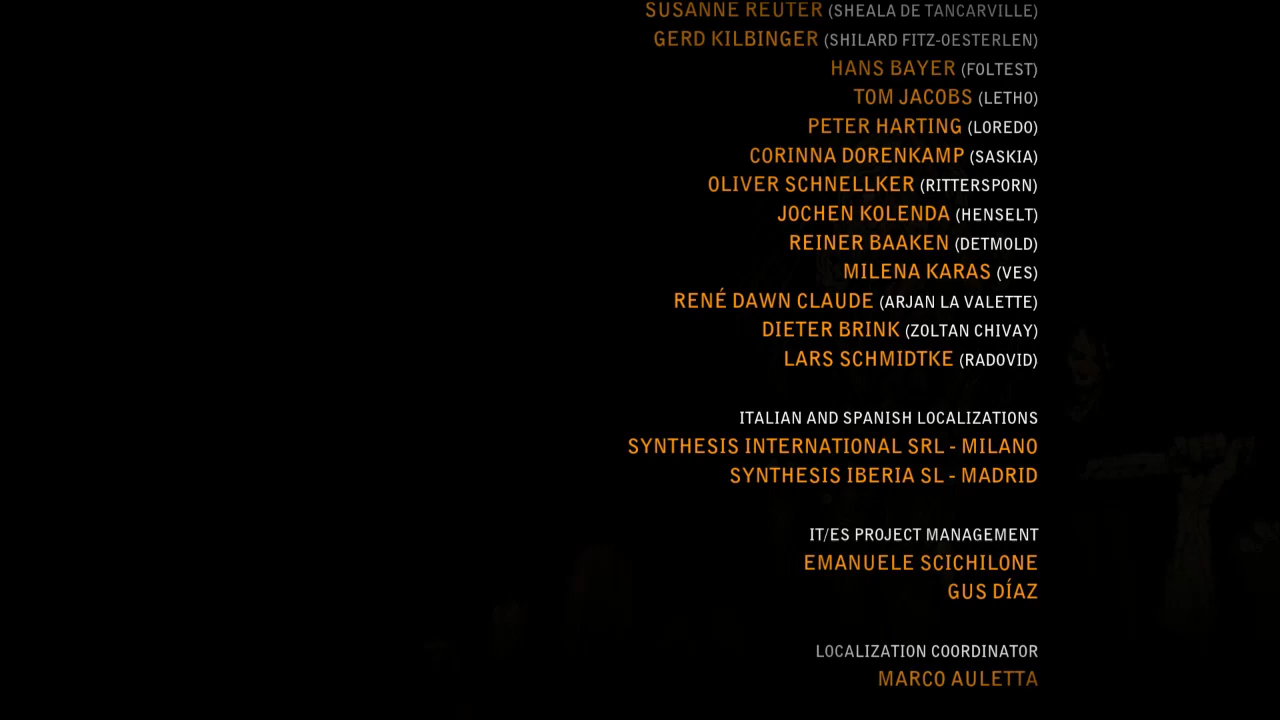 SUSANNE REUTER (SHEALA DE TANCARVILLE)
GERD KILBINGER (SHILARD FITZ-OESTERLEN)
HANS BAYER (FOLTEST)
TOM JACOBS (LETHO)
PETER HARTING (LOREDO)
CORINNA DORENKAMP (SASKIA)
OLIVER SCHNELLKER (RITTERSPORN)
JOCHEN KOLENDA (HENSELT)
REINER BAAKEN (DETMOLD)
MILENA KARAS (VES)
RENÉ DAWN CLAUDE (ARJAN LA VALETTE)
DIETER BRINK (ZOLTAN CHIVAY)
LARS SCHMIDTKE (RADOVID)
ITALIAN AND SPANISH LOCALIZATIONS
SYNTHESIS INTERNATIONAL SRL - MILANO
SYNTHESIS IBERIA SL - MADRID
IT/ES PROJECT MANAGEMENT
EMANUELE SCICHILONE
GUS DÍAZ
LOCALIZATION COORDINATOR
MARCO AULETTA